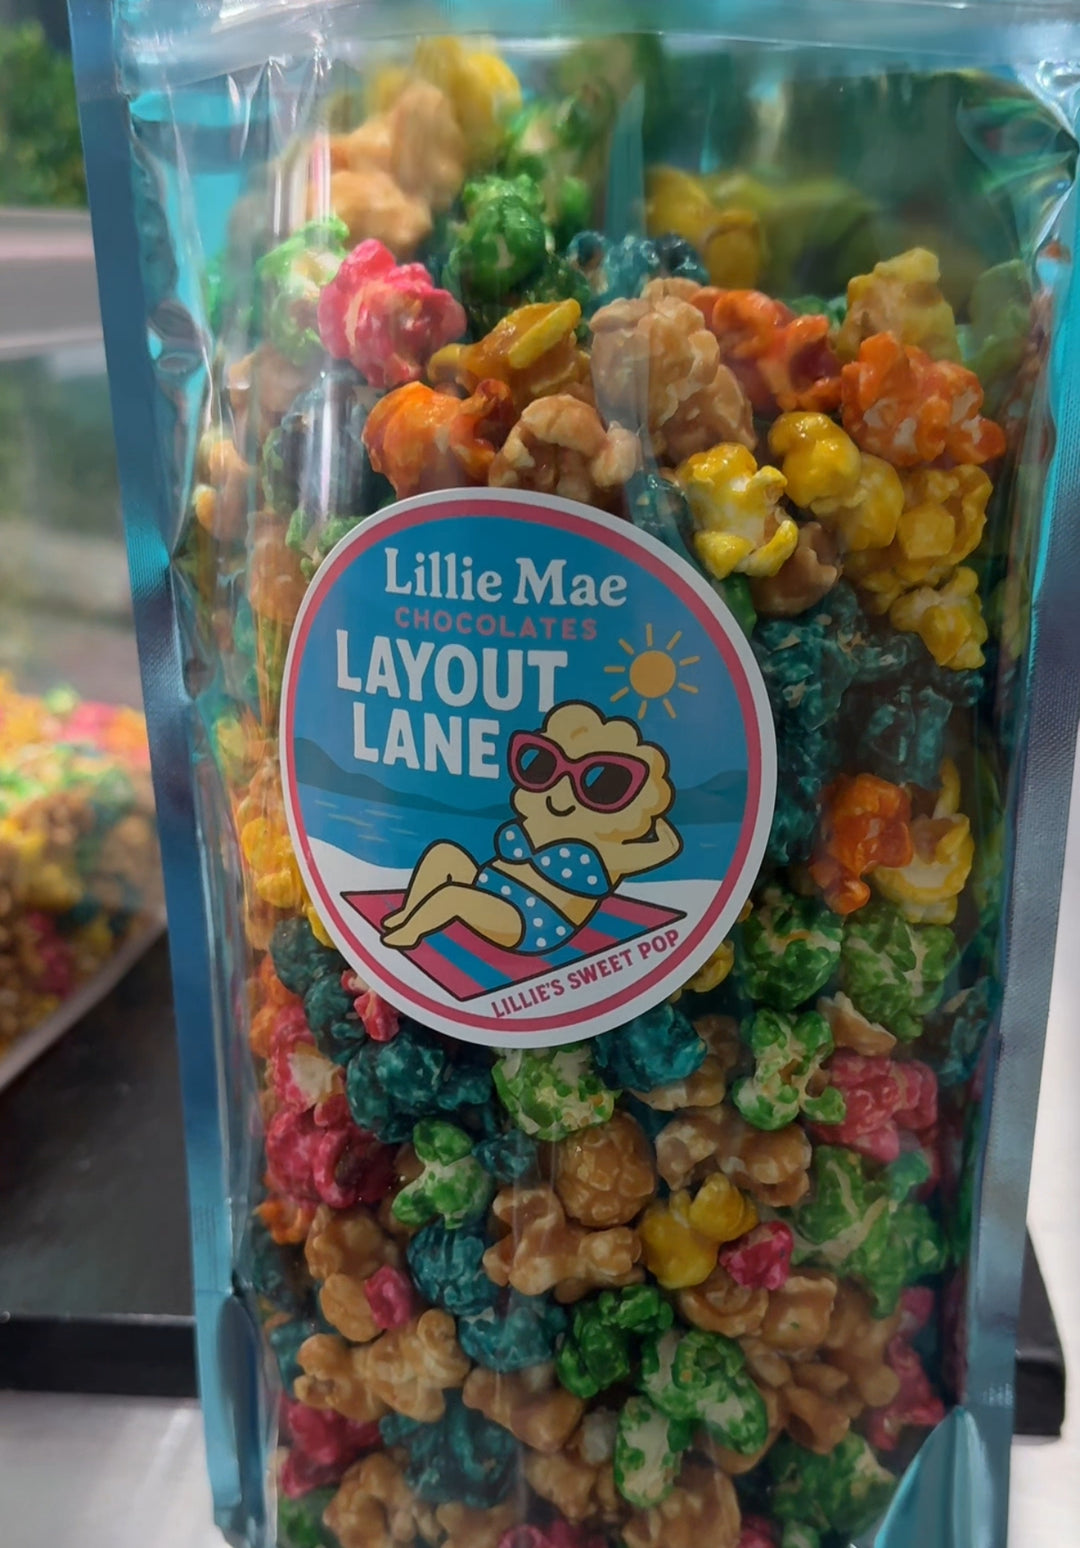 Lillie Mae
CHOCOLATES
LAYOUT
LANE
LILLIE'S SWEET POP